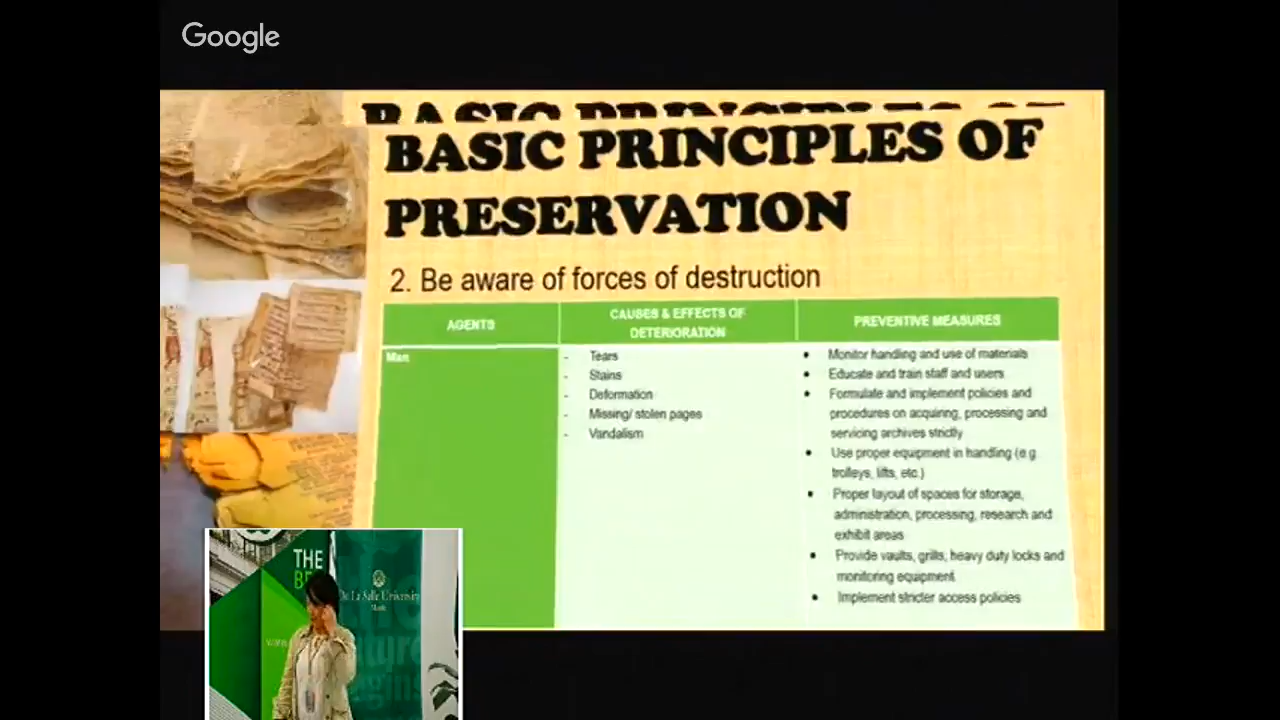 Google
BASIC PRINCIPLES OF
BASIC PRINCIPLES OF
PRESERVATION
2. Be aware of forces of destruction
AGENTS
CAUSES & EFFECTS OF
DETERIORATION
PREVENTIVE MEASURES
Man
- Tears
- Stains
- Deformation
- Missing/ stolen pages
- Vandalism
• Monitor handling and use of materials
• Educate and train staff and users
• Formulate and implement policies and
procedures on acquiring, processing and
servicing archives strictly
• Use proper equipment in handling (e.g.
trolleys, lifts, etc.)
• Proper layout of spaces for storage,
administration, processing, research and
exhibit areas
• Provide vaults, grills, heavy duty locks and
monitoring equipment
• Implement stricter access policies
THE
De La Salle University
Manila